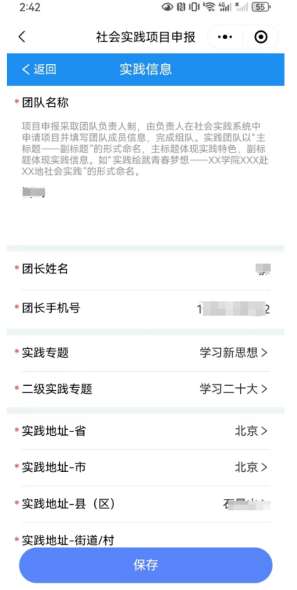 2:42
55
社会实践项目申报
返回
实践信息
*团队名称
项目申报采取团队负责人制，由负责人在社会实践系统中
申请项目并填写团队成员信息，完成组队。实践团队以"主
标题——副标题"的形式命名，主标题体现实践特色，副标
题体现实践信息。如"实践绘就青春梦想——XX学院XXX赴
XX地社会实践"的形式命名。
*团长姓名
*团长手机号 1 2
*实践专题 学习新思想 >
*二级实践专题 学习二十大 >
*实践地址-省 北京 >
*实践地址-市 北京 >
*实践地址-县（区）
*实践地址-街道/村
保存